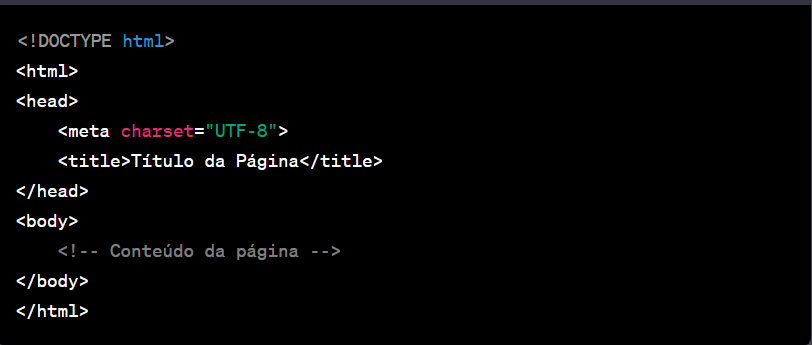 <!DOCTYPE html>
<html>
<head>
    <meta charset="UTF-8">
    <title>Título da Página</title>
</head>
<body>
    <!-- Conteúdo da página -->
</body>
</html>